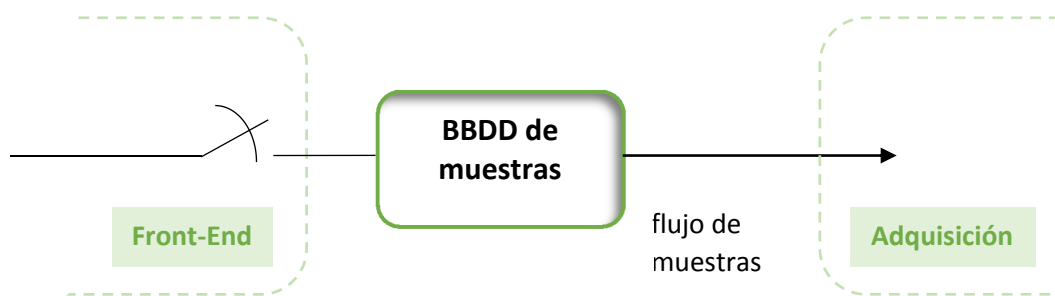 BBDD de
muestras
Front-End
flujo de
muestras
Adquisición